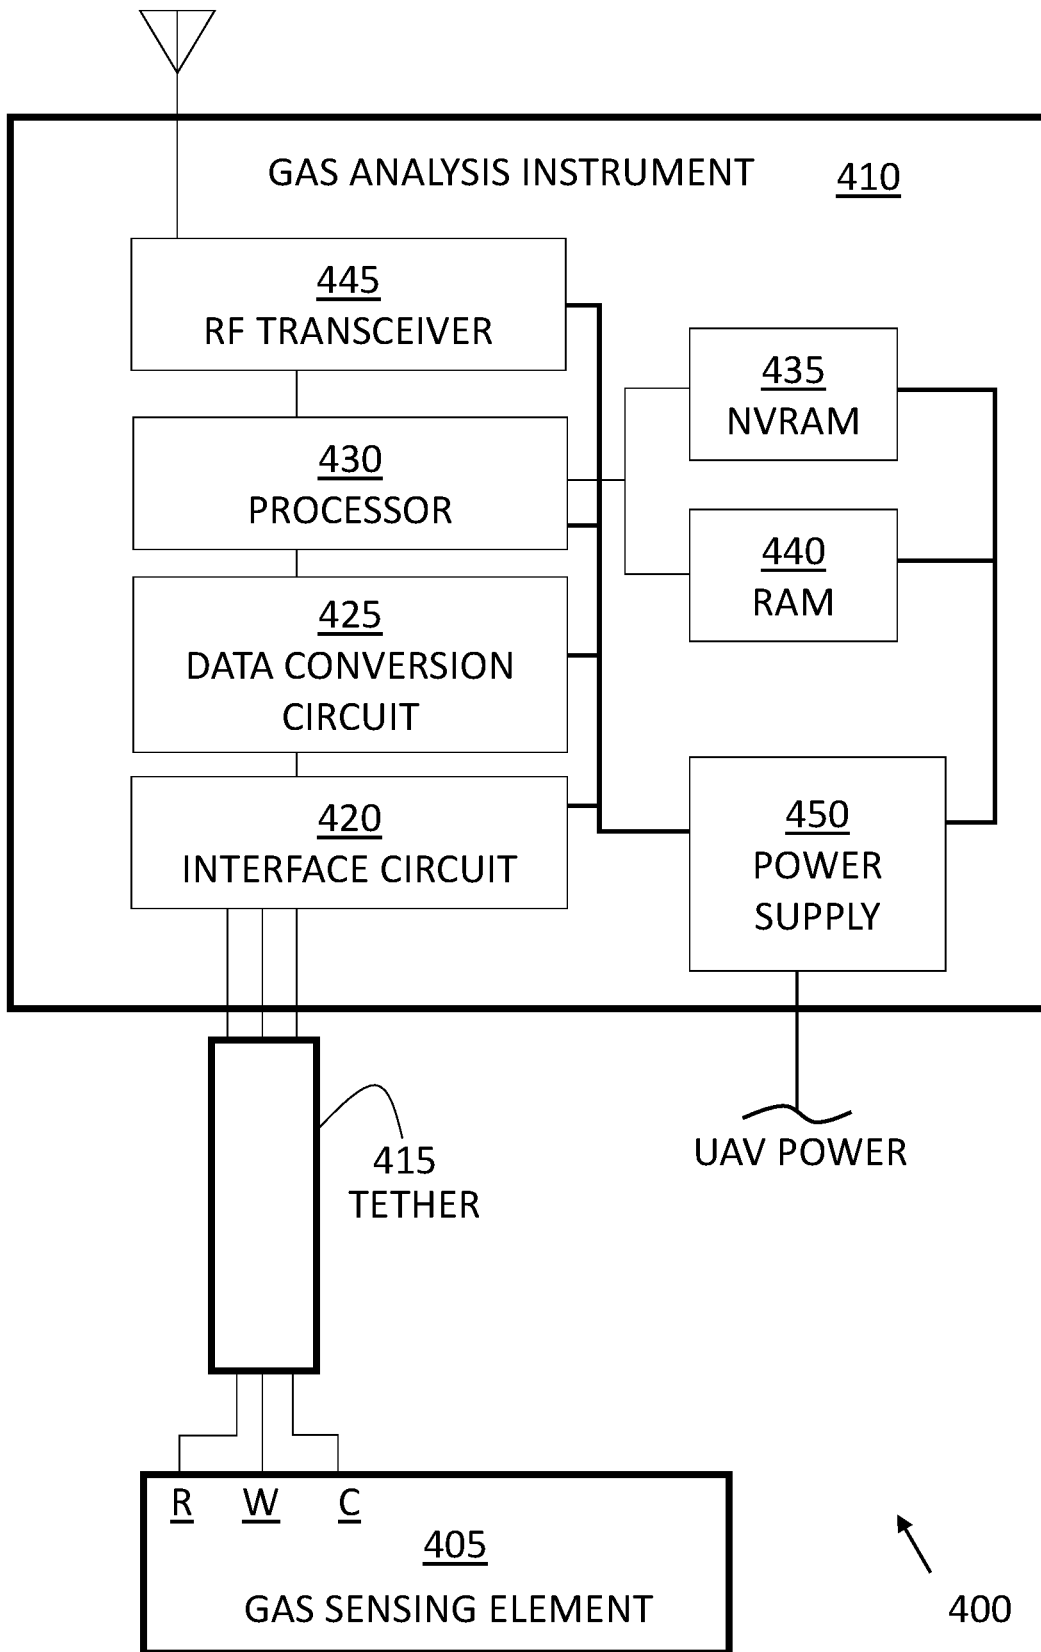 GAS ANALYSIS INSTRUMENT 410
445
RF TRANSCEIVER
435
NVRAM
430
PROCESSOR
440
RAM
425
DATA CONVERSION
CIRCUIT
420
INTERFACE CIRCUIT
450
POWER
SUPPLY
UAV POWER
415
TETHER
R W C
405
GAS SENSING ELEMENT
400